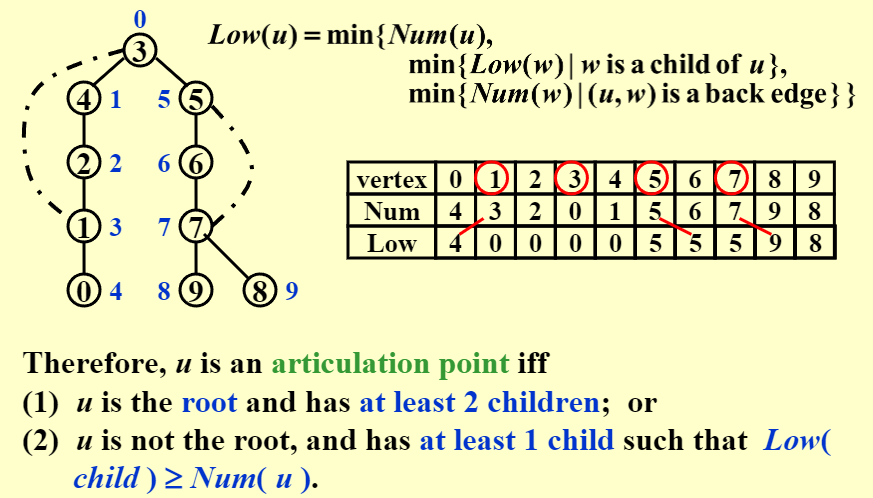 0
Low(u) = min{Num(u),
min{Low(w) | w is a child of u},
min{Num(w) | (u, w) is a back edge}}
3
4 1 5 5
2 2 6 6
1 3 7 7
0 4 8 9 8 9
vertex 0 1 2 3 4 5 6 7 8 9
Num 4 3 2 0 1 5 6 7 9 8
Low 4 0 0 0 0 5 5 5 9 8
Therefore, u is an articulation point iff
(1) u is the root and has at least 2 children; or
(2) u is not the root, and has at least 1 child such that Low(
child ) ≥ Num( u ).